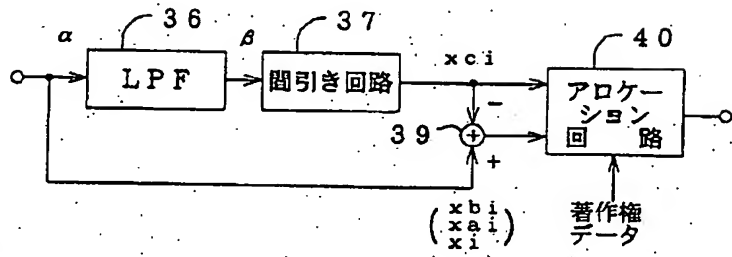 36
37
40
α
β
xci
LPF
間引き回路
アロケー
ション
回路
−
39
+
+
xbi
xai
xi
著作権
データ